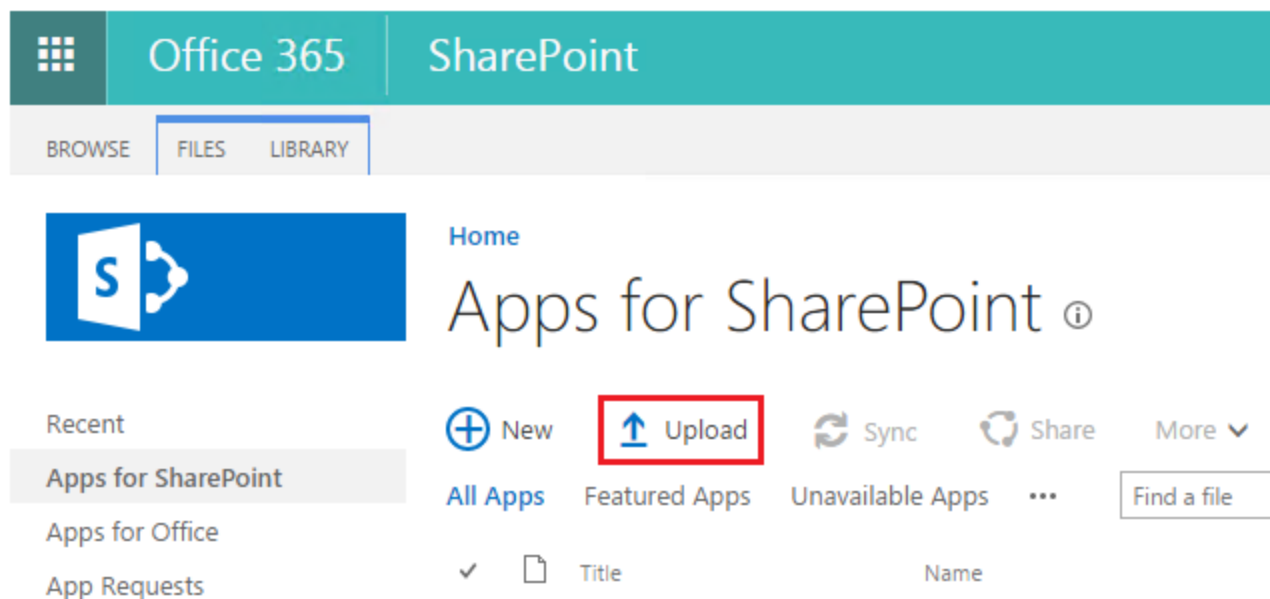 Office 365 SharePoint
BROWSE FILES LIBRARY
S
Home
Apps for SharePoint
Recent
Apps for SharePoint
Apps for Office
App Requests
New Upload Sync Share More
All Apps Featured Apps Unavailable Apps ••• Find a file
Title Name